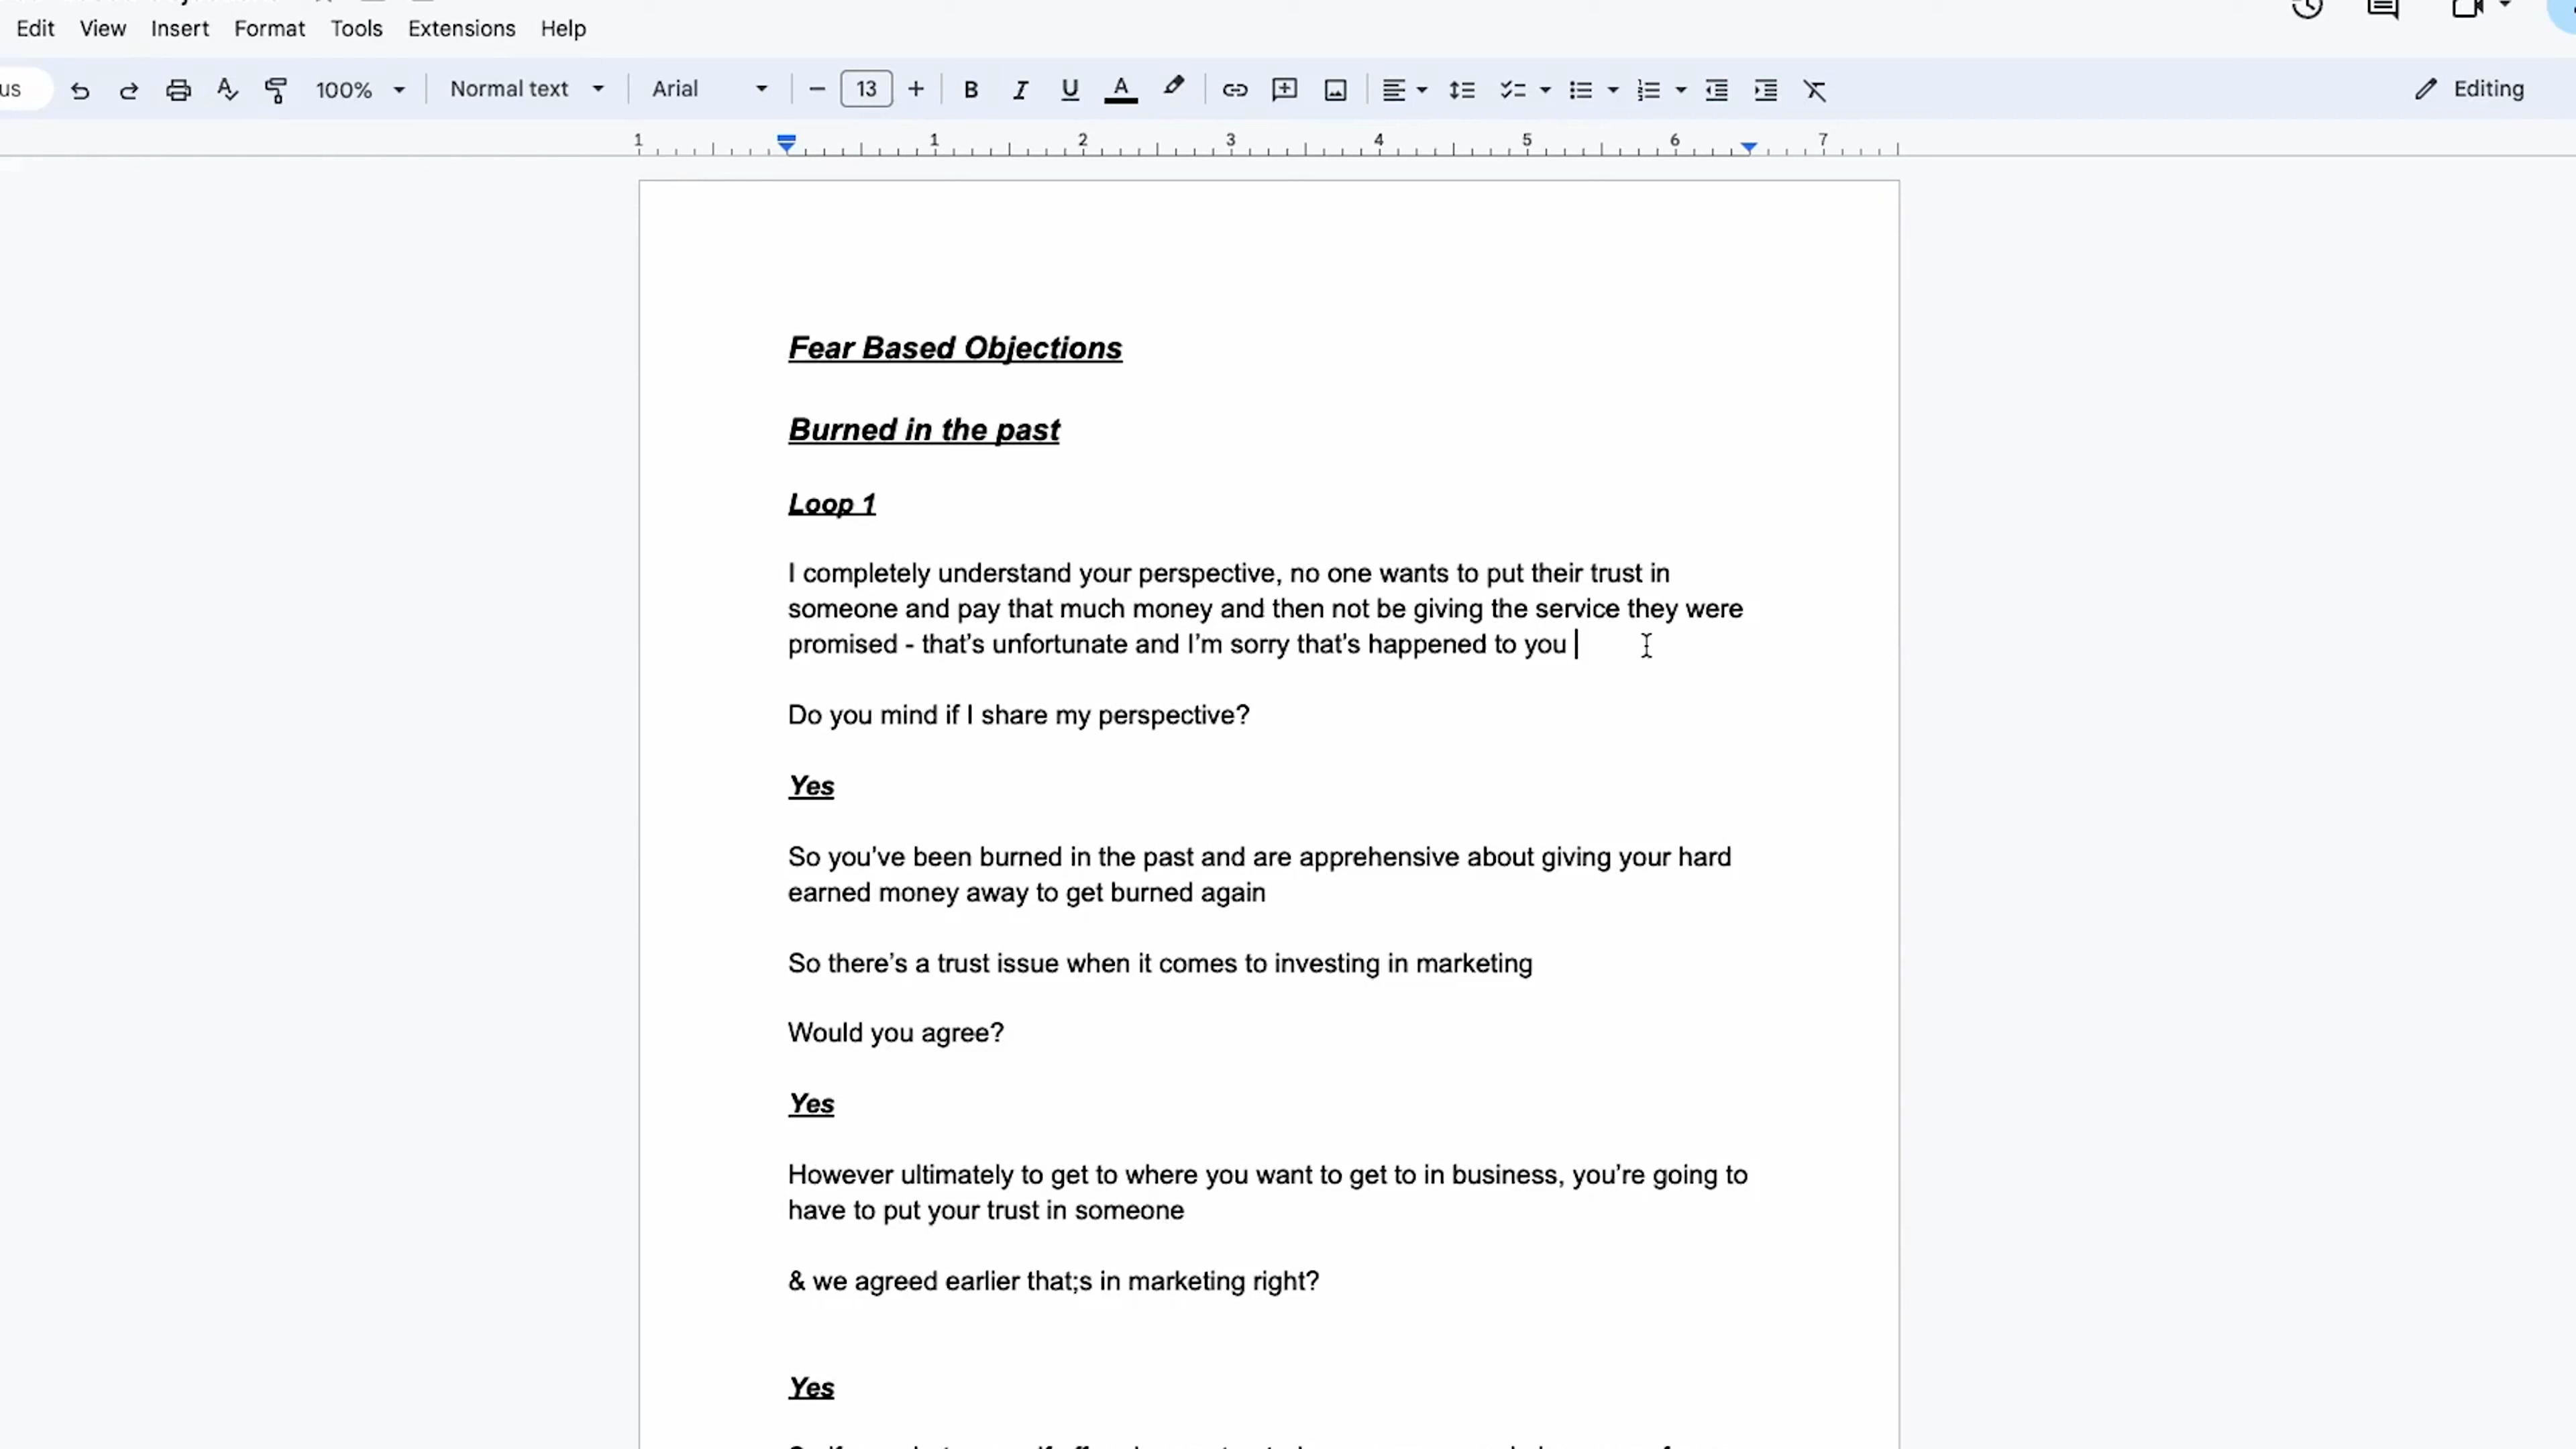 Edit View Insert Format Tools Extensions Help
us 100% Normal text Arial 13 B I U A Editing
1 1 2 3 4 5 6 7
Fear Based Objections
Burned in the past
Loop 1
I completely understand your perspective, no one wants to put their trust in
someone and pay that much money and then not be giving the service they were
promised - that’s unfortunate and I’m sorry that’s happened to you
Do you mind if I share my perspective?
Yes
So you’ve been burned in the past and are apprehensive about giving your hard
earned money away to get burned again
So there’s a trust issue when it comes to investing in marketing
Would you agree?
Yes
However ultimately to get to where you want to get to in business, you’re going to
have to put your trust in someone
& we agreed earlier that;s in marketing right?
Yes